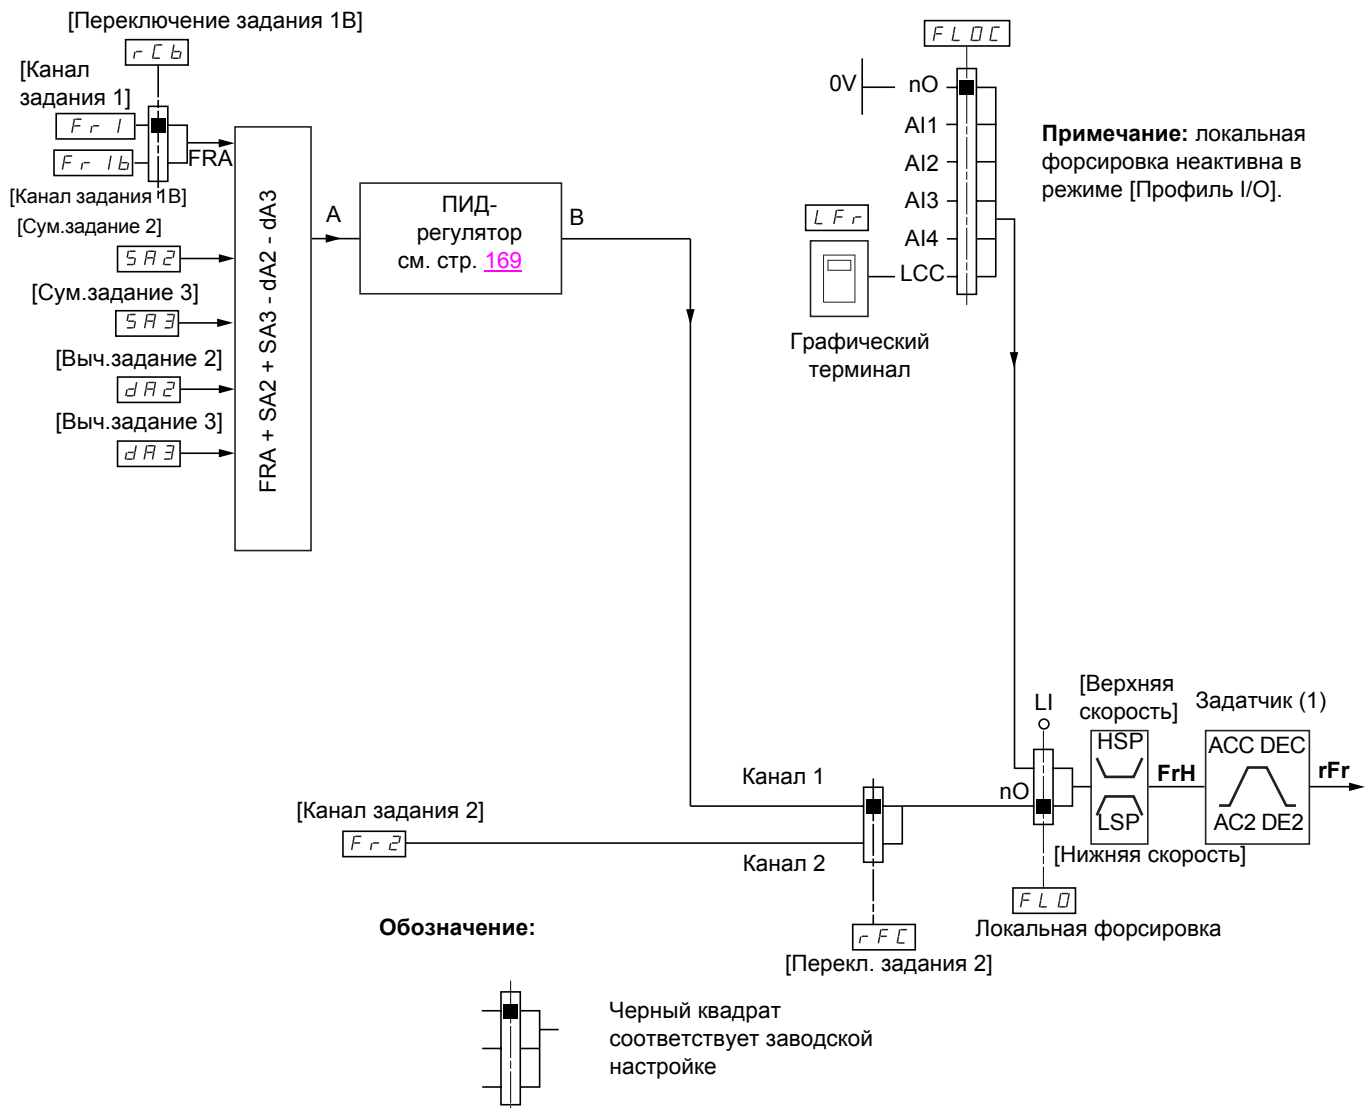 [Переключение задания 1B]
rCb
[Канал
задания 1]
Fr1
Fr1b
FRA
[Канал задания 1B]
[Сум.задание 2]
SA2
[Сум.задание 3]
SA3
[Выч.задание 2]
dA2
[Выч.задание 3]
dA3
FRA + SA2 + SA3 - dA2 - dA3
A
ПИД-
регулятор
см. стр. 169
B
FLOC
0V
nO
AI1
AI2
AI3
AI4
LCC
LFr
Графический
терминал
Примечание: локальная
форсировка неактивна в
режиме [Профиль I/O].
Канал 1
[Канал задания 2]
Fr2
Канал 2
rFC
[Перекл. задания 2]
LI
nO
FLO
Локальная форсировка
[Верхняя
скорость]
HSP
LSP
[Нижняя скорость]
FrH
Задатчик (1)
ACC DEC
AC2 DE2
rFr
Обозначение:
Черный квадрат
соответствует заводской
настройке